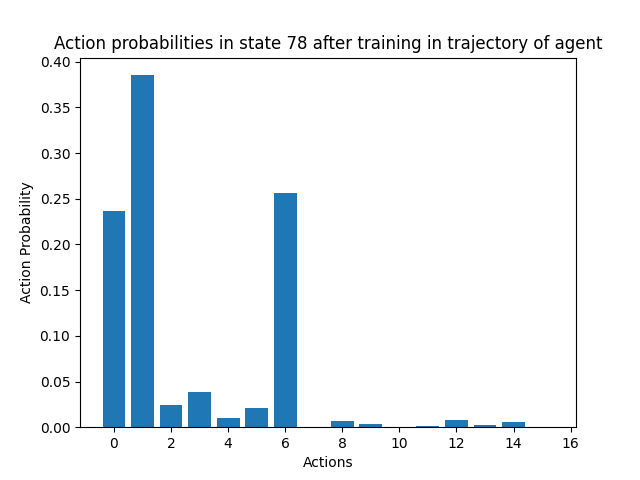 Action probabilities in state 78 after training in trajectory of agent
0.40
0.35
0.30
0.25
0.20
0.15
0.10
0.05
0.00
Action Probability
0 2 4 6 8 10 12 14 16
Actions